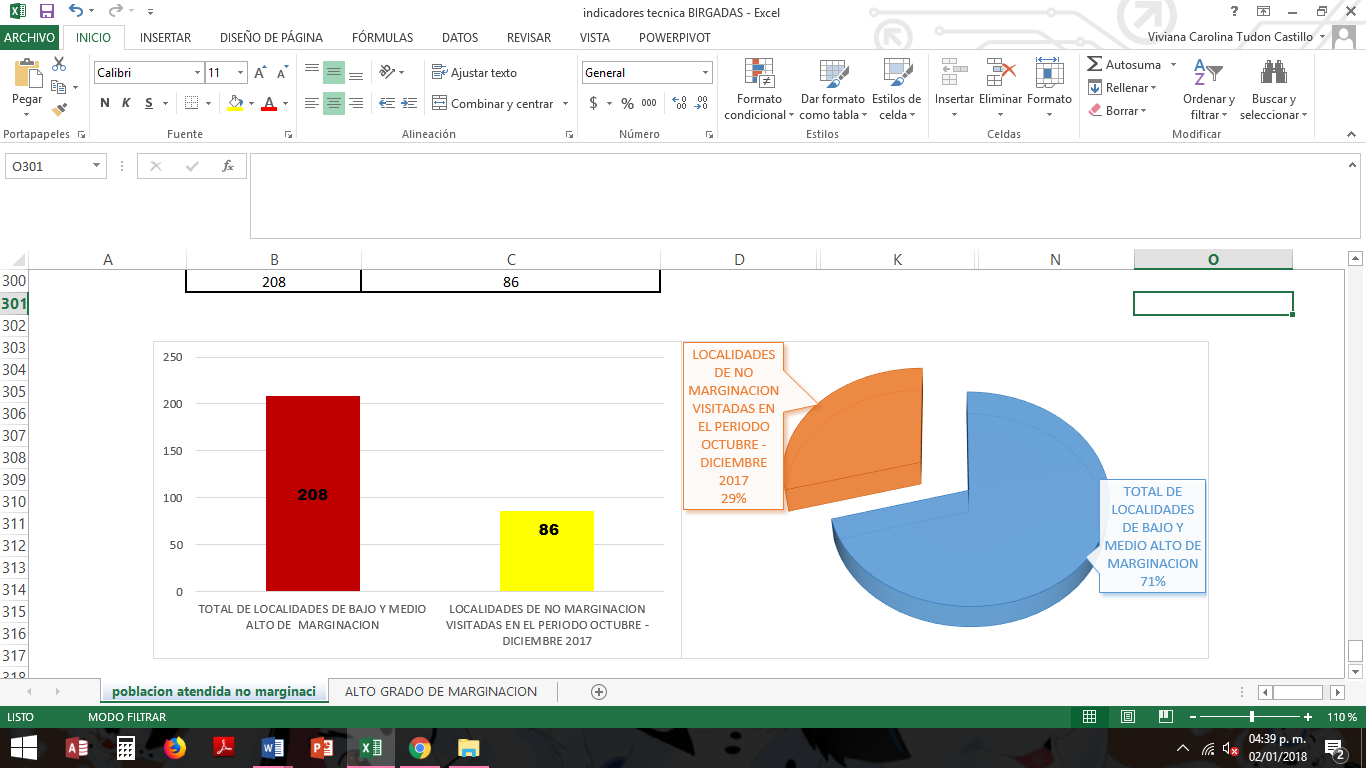 indicadores tecnica BIRGADAS - Excel
ARCHIVO INICIO INSERTAR DISEÑO DE PÁGINA FÓRMULAS DATOS REVISAR VISTA POWERPIVOT
Viviana Carolina Tudon Castillo
Pegar
Portapapeles
Calibri 11
N K S
Fuente
Ajustar texto
Combinar y centrar
Alineación
General
$ % 000
Número
Formato
condicional
Dar formato
como tabla
Estilos de
celda
Estilos
Insertar
Eliminar
Formato
Celdas
Autosuma
Rellenar
Borrar
Ordenar y
filtrar
Buscar y
seleccionar
Modificar
O301
fx
A B C D K N O
300 208 86
301
302
303
304
305
306
307
308
309
310
311
312
313
314
315
316
317
318
250
200
150
100
50
0
208
86
TOTAL DE LOCALIDADES DE BAJO Y MEDIO
ALTO DE MARGINACION
LOCALIDADES DE NO MARGINACION
VISITADAS EN EL PERIODO OCTUBRE -
DICIEMBRE 2017
LOCALIDADES
DE NO
MARGINACION
VISITADAS EN
EL PERIODO
OCTUBRE -
DICIEMBRE
2017
29%
TOTAL DE
LOCALIDADES
DE BAJO Y
MEDIO ALTO DE
MARGINACION
71%
poblacion atendida no marginaci
ALTO GRADO DE MARGINACION
LISTO MODO FILTRAR
110 %
04:39 p. m.
02/01/2018
2